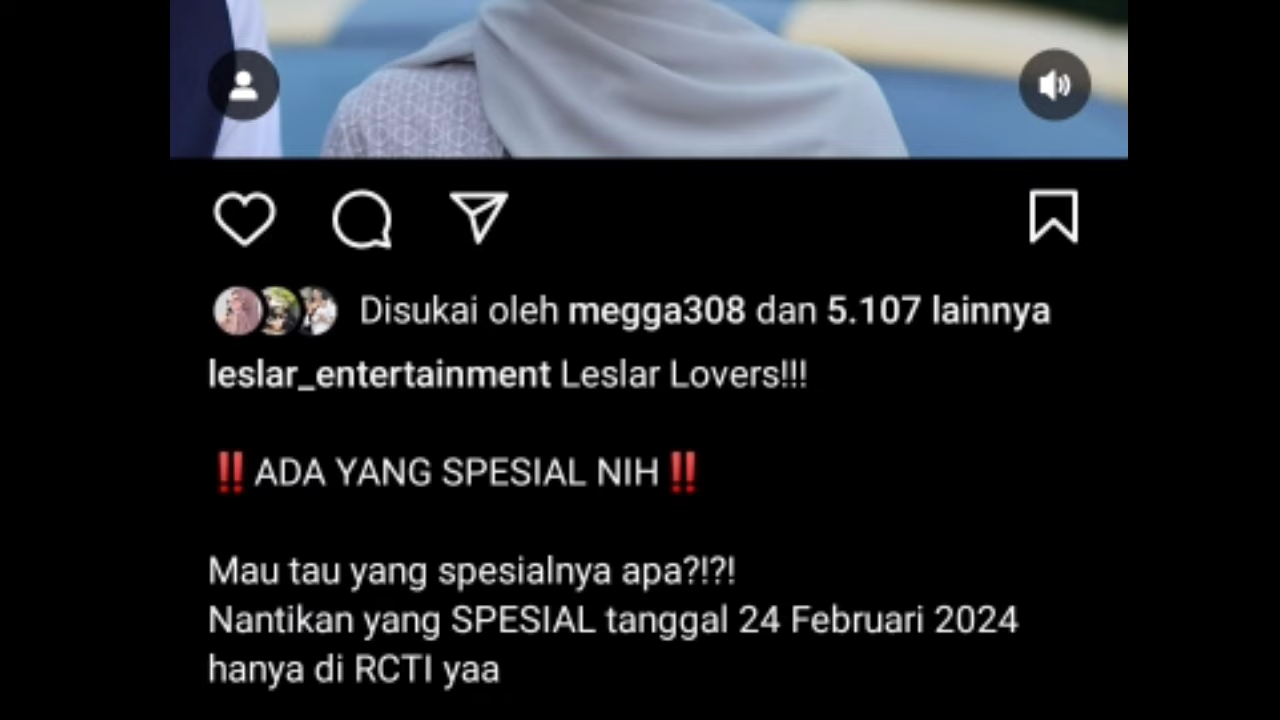 Disukai oleh megga308 dan 5.107 lainnya
leslar_entertainment Leslar Lovers!!!
‼️ADA YANG SPESIAL NIH‼️
Mau tau yang spesialnya apa?!?!
Nantikan yang SPESIAL tanggal 24 Februari 2024
hanya di RCTI yaa